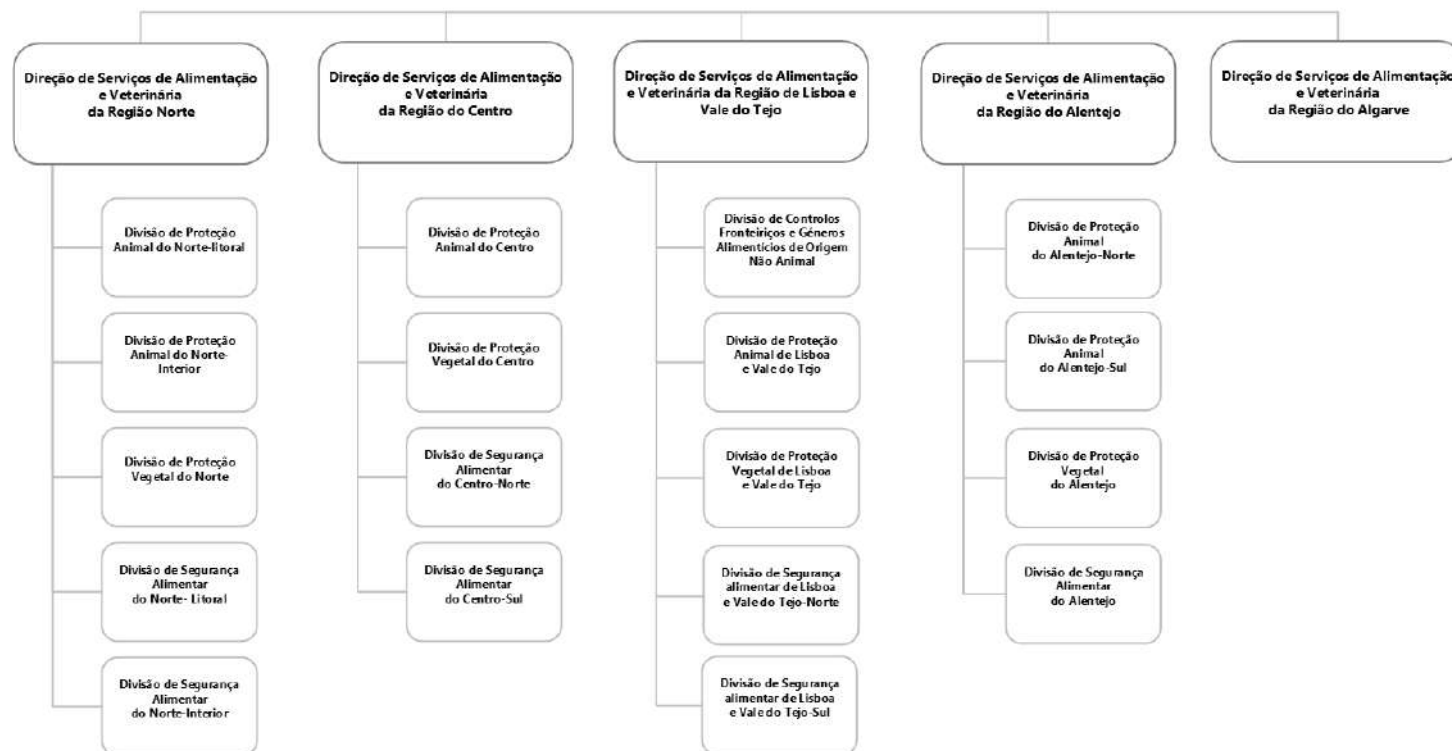 Direção de Serviços de Alimentação
e Veterinária
da Região Norte
Direção de Serviços de Alimentação
e Veterinária
da Região do Centro
Direção de Serviços de Alimentação
e Veterinária da Região de Lisboa e
Vale do Tejo
Direção de Serviços de Alimentação
e Veterinária
da Região do Alentejo
Direção de Serviços de Alimentação
e Veterinária
da Região do Algarve
Divisão de Proteção
Animal do Norte-litoral
Divisão de Proteção
Animal do Norte-
Interior
Divisão de Proteção
Vegetal do Norte
Divisão de Segurança
Alimentar
do Norte- Litoral
Divisão de Segurança
Alimentar
do Norte-Interior
Divisão de Proteção
Animal do Centro
Divisão de Proteção
Vegetal do Centro
Divisão de Segurança
Alimentar
do Centro-Norte
Divisão de Segurança
Alimentar
do Centro-Sul
Divisão de Controlos
Fronteiriços e Géneros
Alimentícios de Origem
Não Animal
Divisão de Proteção
Animal de Lisboa
e Vale do Tejo
Divisão de Proteção
Vegetal de Lisboa
e Vale do Tejo
Divisão de Segurança
alimentar de Lisboa
e Vale do Tejo-Norte
Divisão de Segurança
alimentar de Lisboa
e Vale do Tejo-Sul
Divisão de Proteção
Animal
do Alentejo-Norte
Divisão de Proteção
Animal
do Alentejo-Sul
Divisão de Proteção
Vegetal
do Alentejo
Divisão de Segurança
Alimentar
do Alentejo